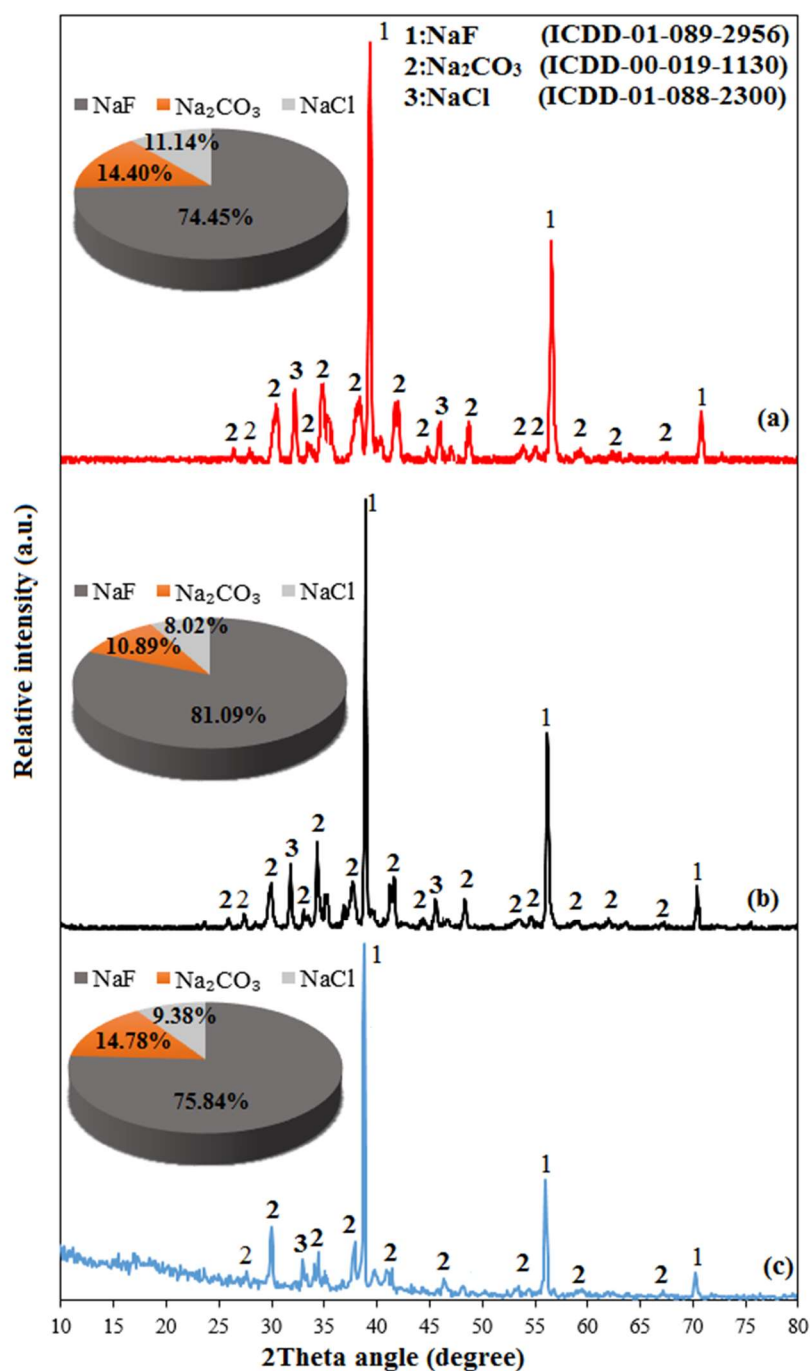 1
1:NaF (ICDD-01-089-2956)
2:Na₂CO₃ (ICDD-00-019-1130)
3:NaCl (ICDD-01-088-2300)
NaF Na₂CO₃ NaCl
11.14%
14.40%
74.45%
1
2 2 2 3 2 2 2 2 2 3 2 2 2 2 2 2 1
(a)
1
NaF Na₂CO₃ NaCl
8.02%
10.89%
81.09%
1
2 2 2 3 2 2 2 2 2 3 2 2 2 2 2 2 1
(b)
1
NaF Na₂CO₃ NaCl
9.38%
14.78%
75.84%
1
2 2 3 2 2 2 2 2 2 2 1
(c)
Relative intensity (a.u.)
10 15 20 25 30 35 40 45 50 55 60 65 70 75 80
2Theta angle (degree)